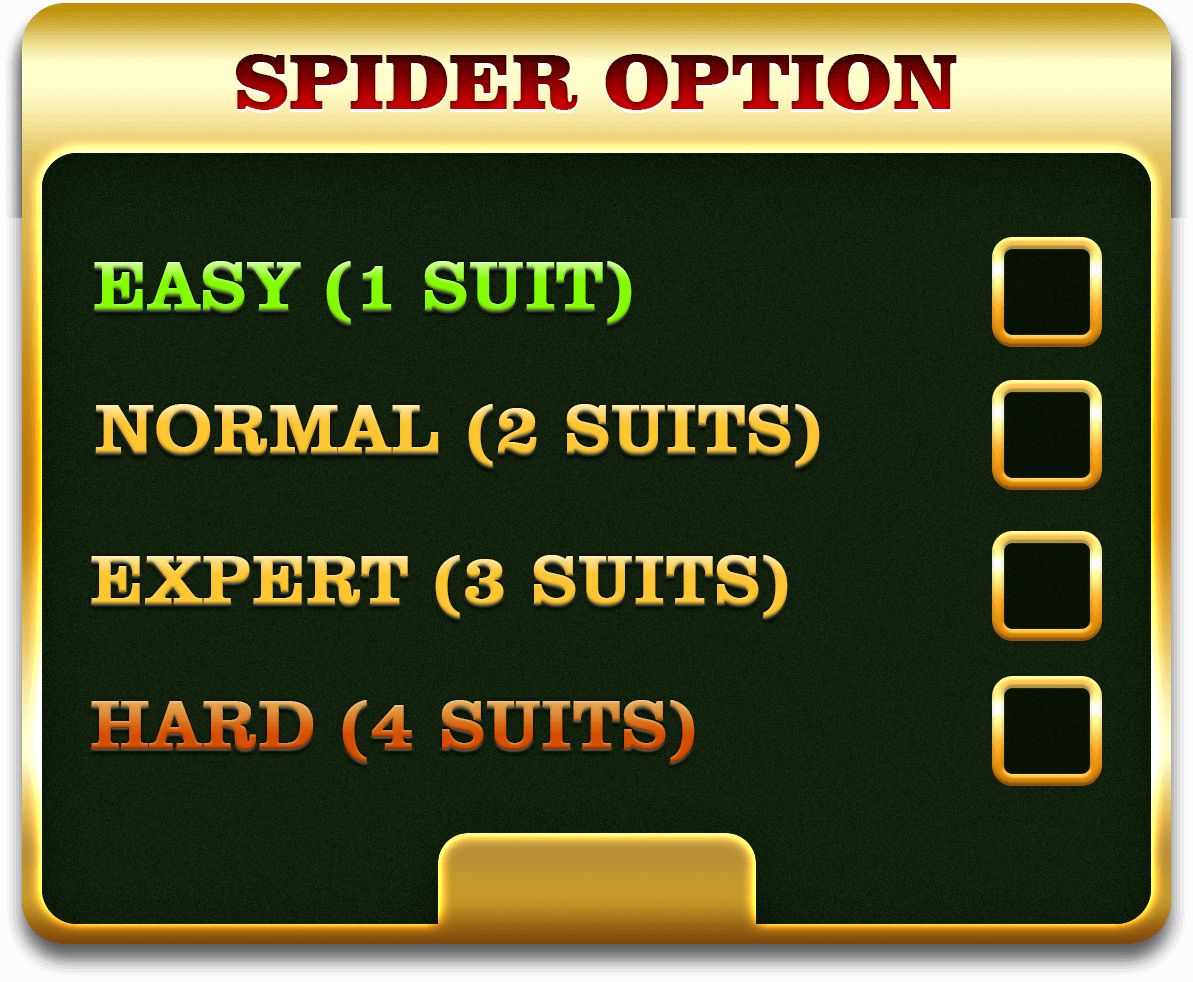 SPIDER OPTION
EASY (1 SUIT)
NORMAL (2 SUITS)
EXPERT (3 SUITS)
HARD (4 SUITS)